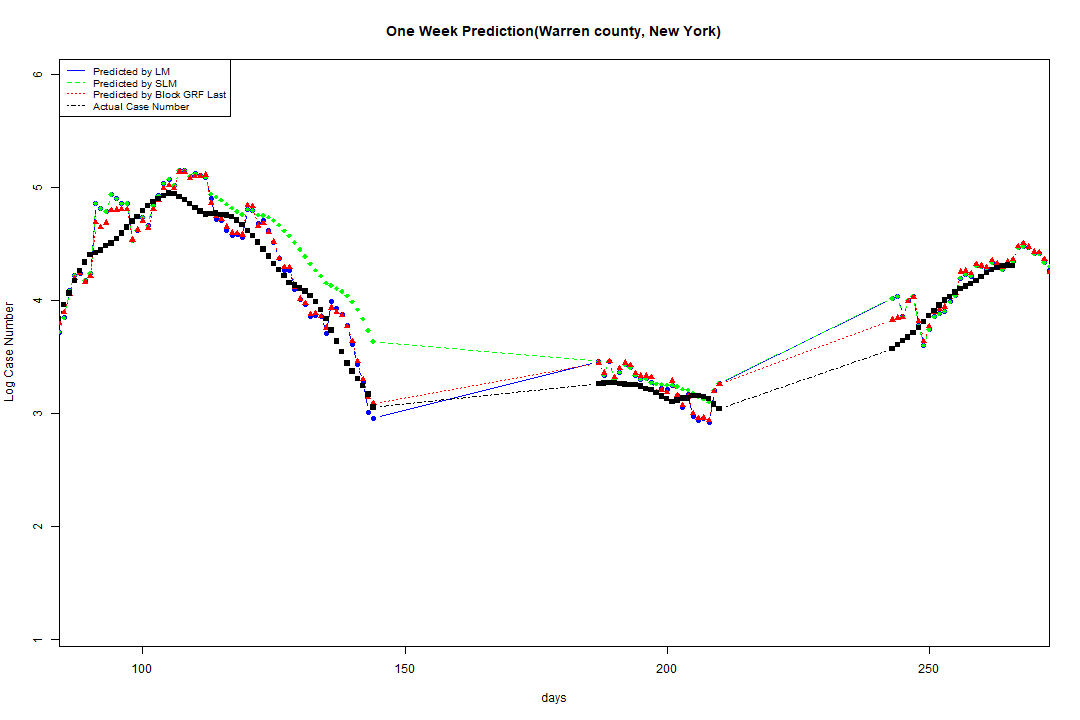 One Week Prediction(Warren county, New York)
Predicted by LM
Predicted by SLM
Predicted by Block GRF Last
Actual Case Number
6
5
4
3
2
1
Log Case Number
100 150 200 250
days